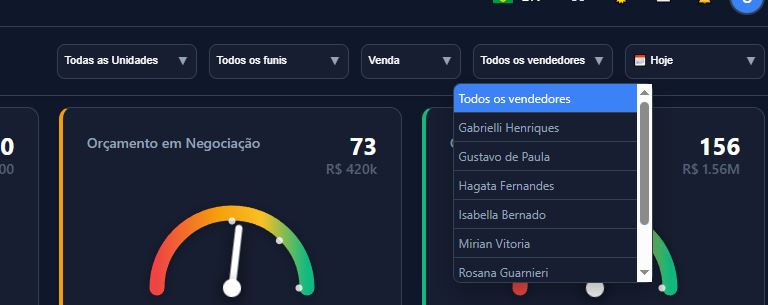 Todas as Unidades ▼
Todos os funis ▼
Venda ▼
Todos os vendedores ▼
Hoje ▼
0
00
Orçamento em Negociação
73
R$ 420k
156
R$ 1.56M
Todos os vendedores
Gabrielli Henriques
Gustavo de Paula
Hagata Fernandes
Isabella Bernado
Mirian Vitoria
Rosana Guarnieri